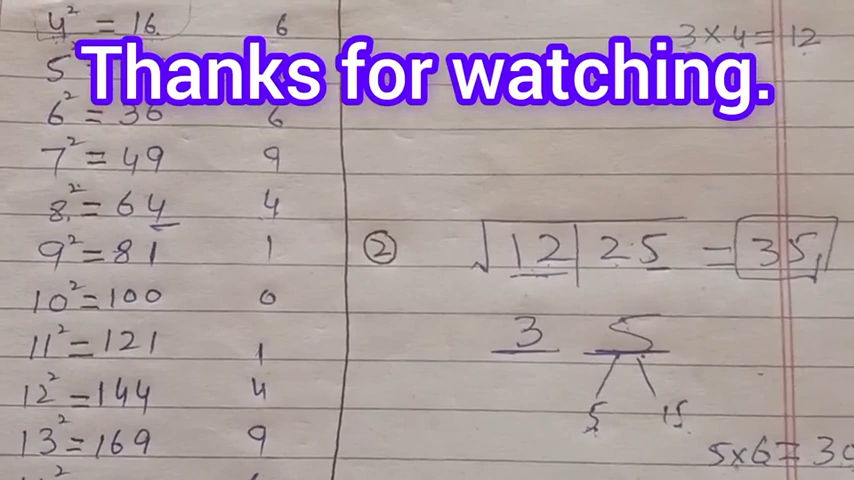 4² = 16 6
Thanks for watching.
5
6² = 36 6
7² = 49 9
8² = 64 4
9² = 81 1
10² = 100 0
11² = 121 1
12² = 144 4
13² = 169 9
3 × 4 = 12
② √12|25 = 35
3 5
5 15
5×6 = 30